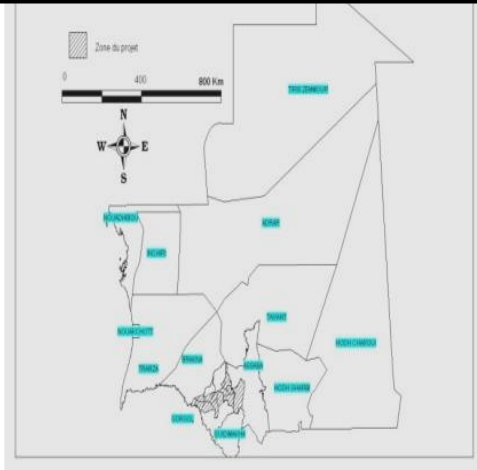 Zone du projet
0 400 800 Km
N
W E
S
TIRIS ZEMMOUR
NOUADHIBOU
INCHIRI
ADRAR
NOUAKCHOTT
TAGANT
HODH CHARGUI
TRARZA
BRAKNA
ASSABA
HODH GHARBI
GORGOL
GUIDIMAKHA